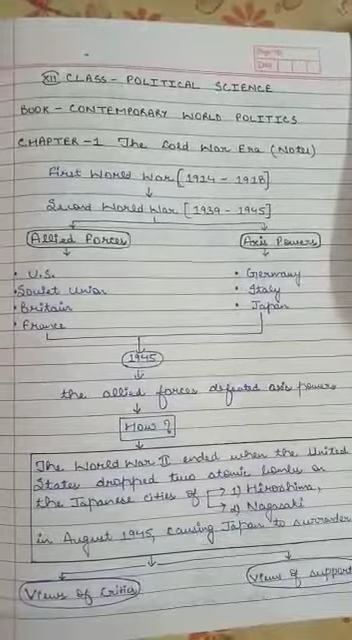 Page No.
Date
XII CLASS - POLITICAL SCIENCE
BOOK - CONTEMPORARY WORLD POLITICS
CHAPTER - 1 The Cold War Era (Notes)
First World War [1914 - 1918]
Second World War [1939 - 1945]
Allied Forces Axis Powers
• U.S. • Germany
• Soviet Union • Italy
• Britain • Japan
• France
1945
the allied forces defeated axis powers
How ?
The World War II ended when the United
States dropped two atomic bombs on
the Japanese cities of 1) Hiroshima,
2) Nagasaki
in August 1945, causing Japan to surrender
Views of Critics Views of support